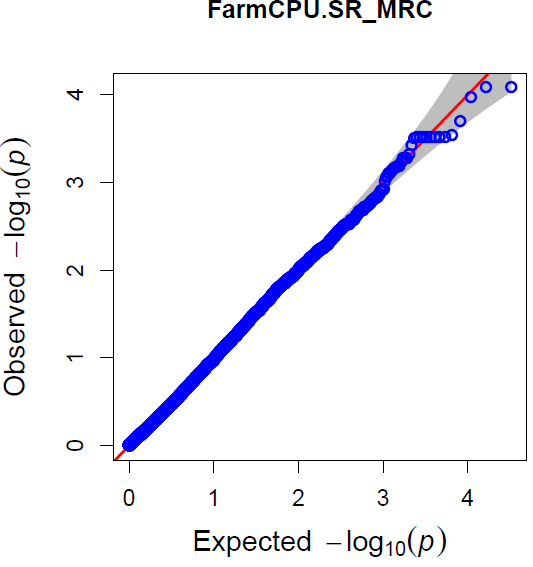 FarmCPU.SR_MRC
Observed −log10(p)
4
3
2
1
0
0 1 2 3 4
Expected −log10(p)